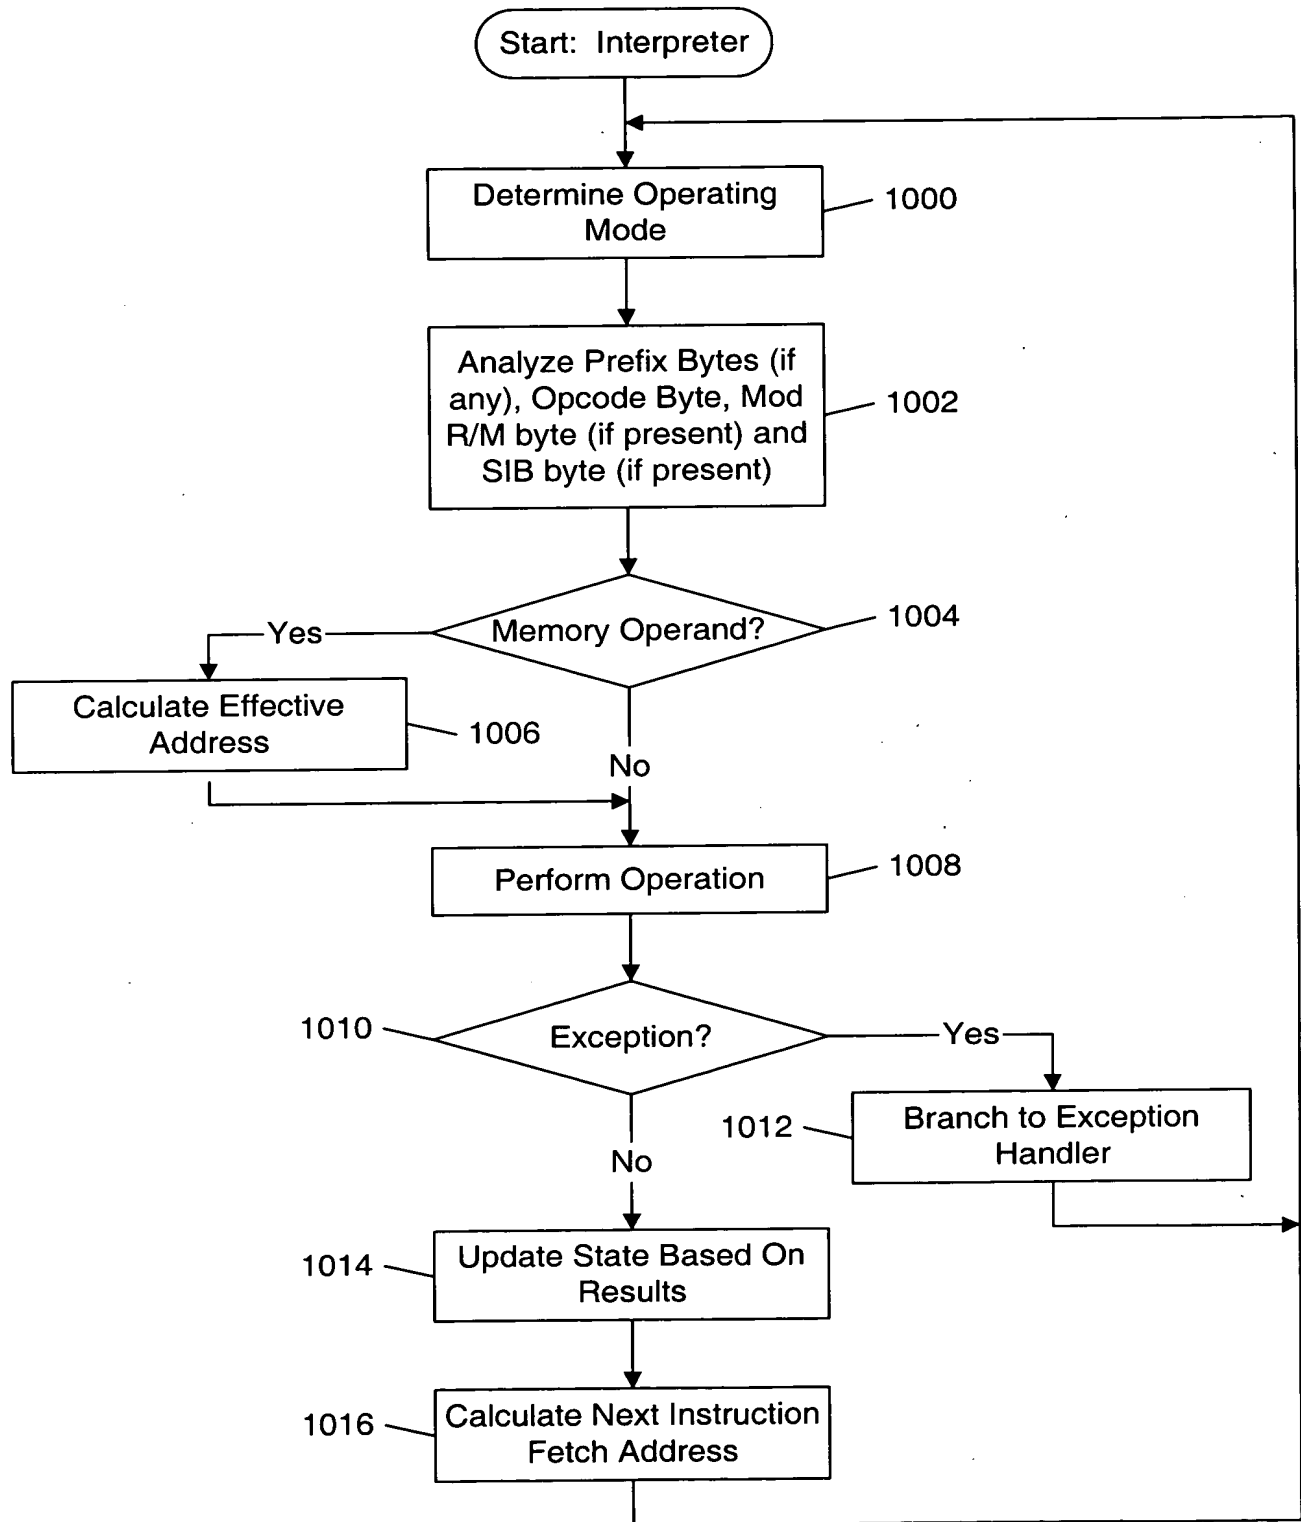 Start: Interpreter
Determine Operating
Mode
1000
Analyze Prefix Bytes (if
any), Opcode Byte, Mod
R/M byte (if present) and
SIB byte (if present)
1002
Memory Operand?
1004
Yes
Calculate Effective
Address
1006
No
Perform Operation
1008
1010
Exception?
Yes
1012
Branch to Exception
Handler
No
1014
Update State Based On
Results
1016
Calculate Next Instruction
Fetch Address